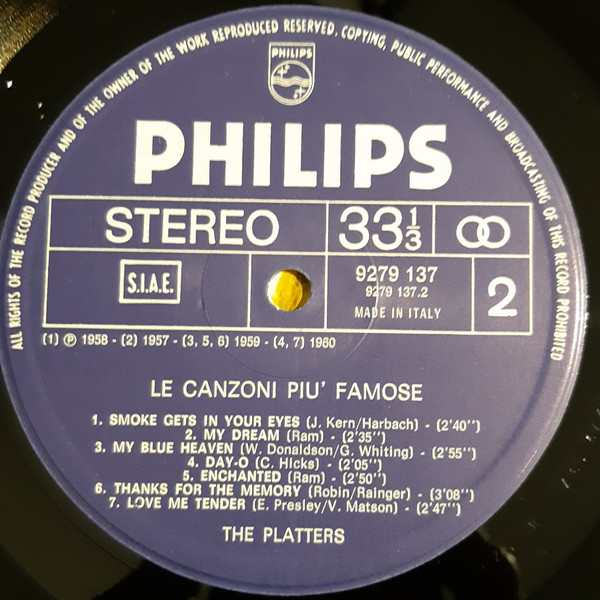 ALL RIGHTS OF THE RECORD PRODUCER AND OF THE OWNER OF THE WORK REPRODUCED RESERVED. COPYING, PUBLIC PERFORMANCE AND BROADCASTING OF THIS RECORD PROHIBITED
PHILIPS
PHILIPS
STEREO 33⅓
S.I.A.E.
9279 137
9279 137.2
MADE IN ITALY
2
(1) ℗ 1958 - (2) 1957 - (3, 5, 6) 1959 - (4, 7) 1960
LE CANZONI PIU' FAMOSE
1. SMOKE GETS IN YOUR EYES (J. Kern/Harbach) - (2'40'')
2. MY DREAM (Ram) - (2'35'')
3. MY BLUE HEAVEN (W. Donaldson/G. Whiting) - (2'55'')
4. DAY-O (C. Hicks) - (2'05'')
5. ENCHANTED (Ram) - (2'50'')
6. THANKS FOR THE MEMORY (Robin/Rainger) - (3'08'')
7. LOVE ME TENDER (E. Presley/V. Matson) - (2'47'')
THE PLATTERS